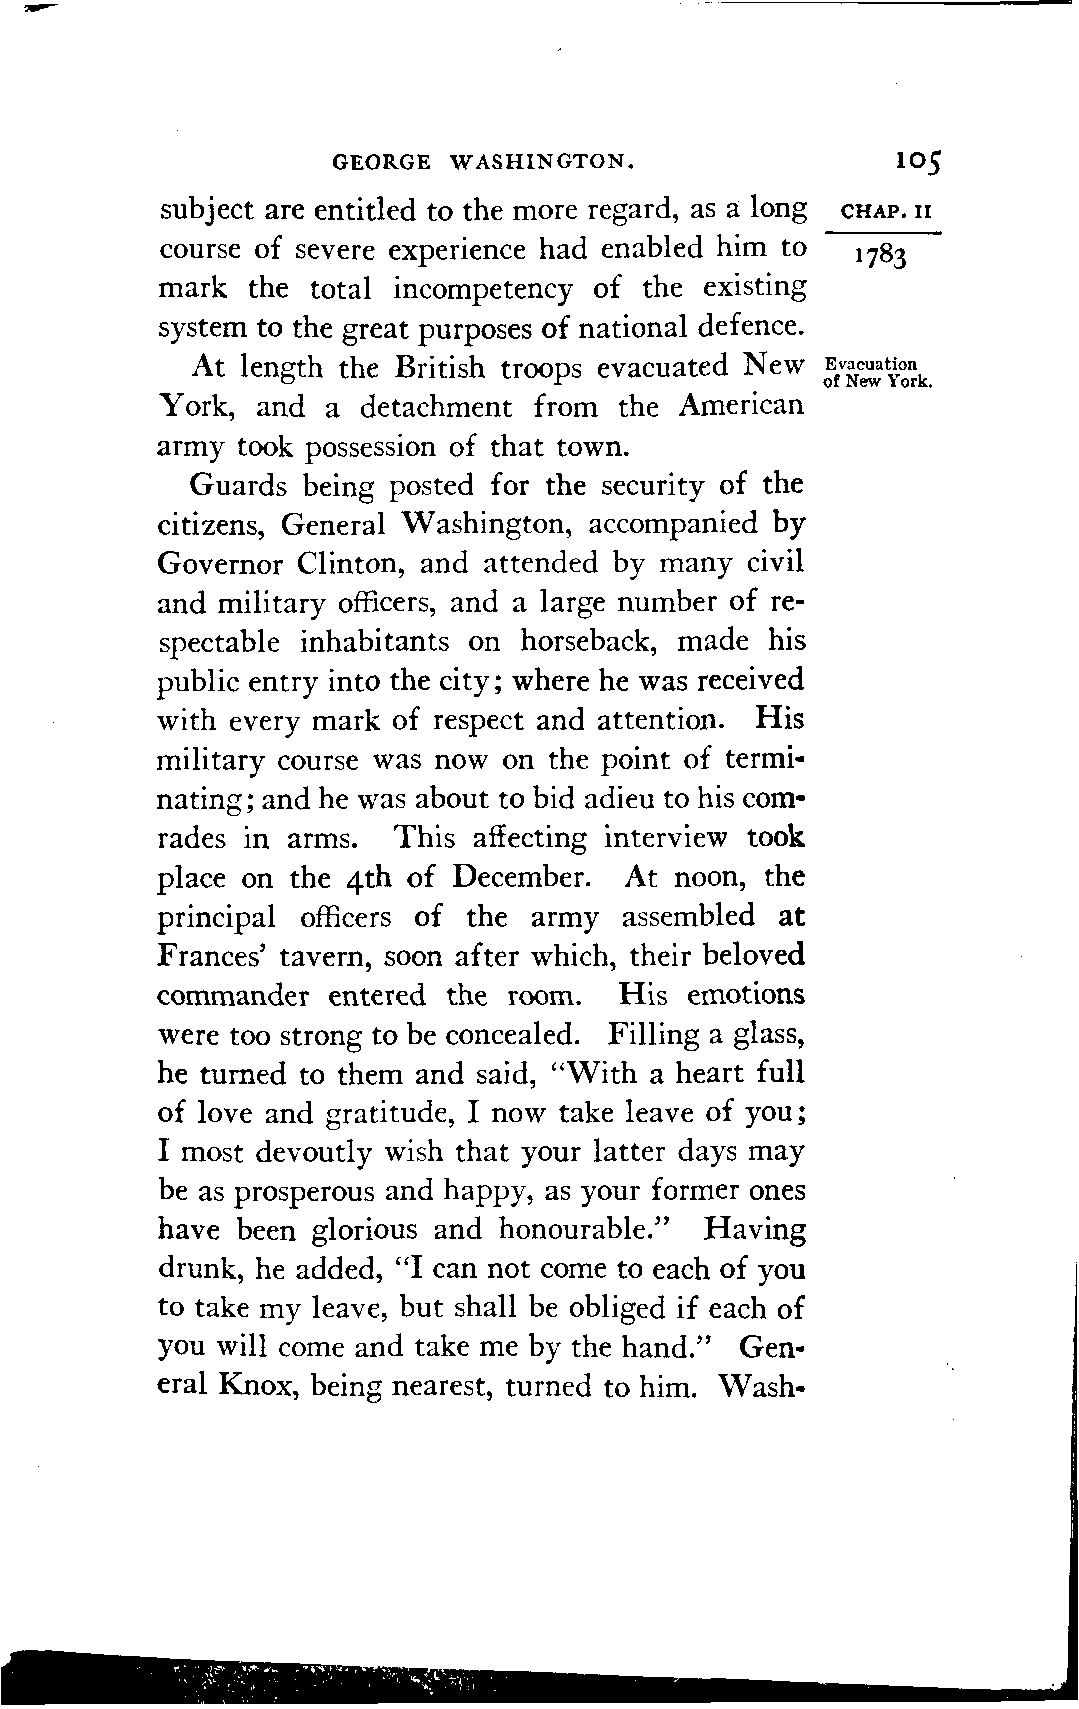 GEORGE WASHINGTON. 105
subject are entitled to the more regard, as a long
course of severe experience had enabled him to
mark the total incompetency of the existing
system to the great purposes of national defence.
At length the British troops evacuated New
York, and a detachment from the American
army took possession of that town.
Guards being posted for the security of the
citizens, General Washington, accompanied by
Governor Clinton, and attended by many civil
and military officers, and a large number of re-
spectable inhabitants on horseback, made his
public entry into the city; where he was received
with every mark of respect and attention. His
military course was now on the point of termi-
nating; and he was about to bid adieu to his com-
rades in arms. This affecting interview took
place on the 4th of December. At noon, the
principal officers of the army assembled at
Frances' tavern, soon after which, their beloved
commander entered the room. His emotions
were too strong to be concealed. Filling a glass,
he turned to them and said, "With a heart full
of love and gratitude, I now take leave of you;
I most devoutly wish that your latter days may
be as prosperous and happy, as your former ones
have been glorious and honourable." Having
drunk, he added, "I can not come to each of you
to take my leave, but shall be obliged if each of
you will come and take me by the hand." Gen-
eral Knox, being nearest, turned to him. Wash-
CHAP. II
1783
Evacuation
of New York.